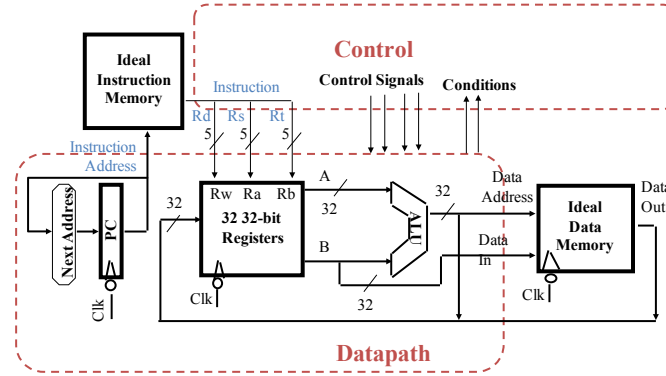 Control
Ideal
Instruction
Memory
Instruction
Control Signals
Conditions
Rd
Rs
Rt
5
5
5
Instruction
Address
A
Data
Address
Data
Out
32
Rw
Ra
Rb
32
32
Next Address
PC
32 32-bit
Registers
ALU
Ideal
Data
Memory
B
Data
In
32
Clk
Clk
Clk
Datapath